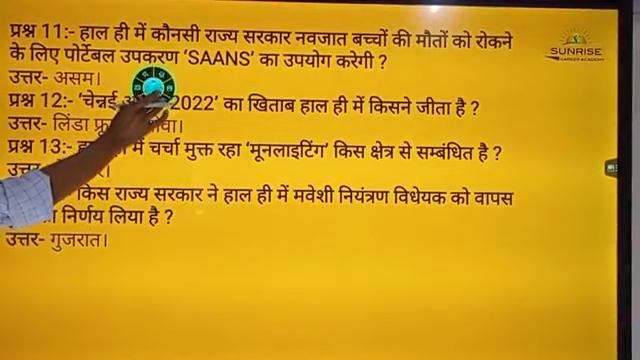 प्रश्न 11:- हाल ही में कौनसी राज्य सरकार नवजात बच्चों की मौतों को रोकने
के लिए पोर्टेबल उपकरण ‘SAANS’ का उपयोग करेगी ?
उत्तर- असम।
प्रश्न 12:- ‘चेन्नई 2022’ का खिताब हाल ही में किसने जीता है ?
उत्तर- लिंडा
प्रश्न 13:- में चर्चा मुक्त रहा ‘मूनलाइटिंग’ किस क्षेत्र से सम्बंधित है ?
किस राज्य सरकार ने हाल ही में मवेशी नियंत्रण विधेयक को वापस
निर्णय लिया है ?
उत्तर- गुजरात।
SUNRISE
CAREER ACADEMY